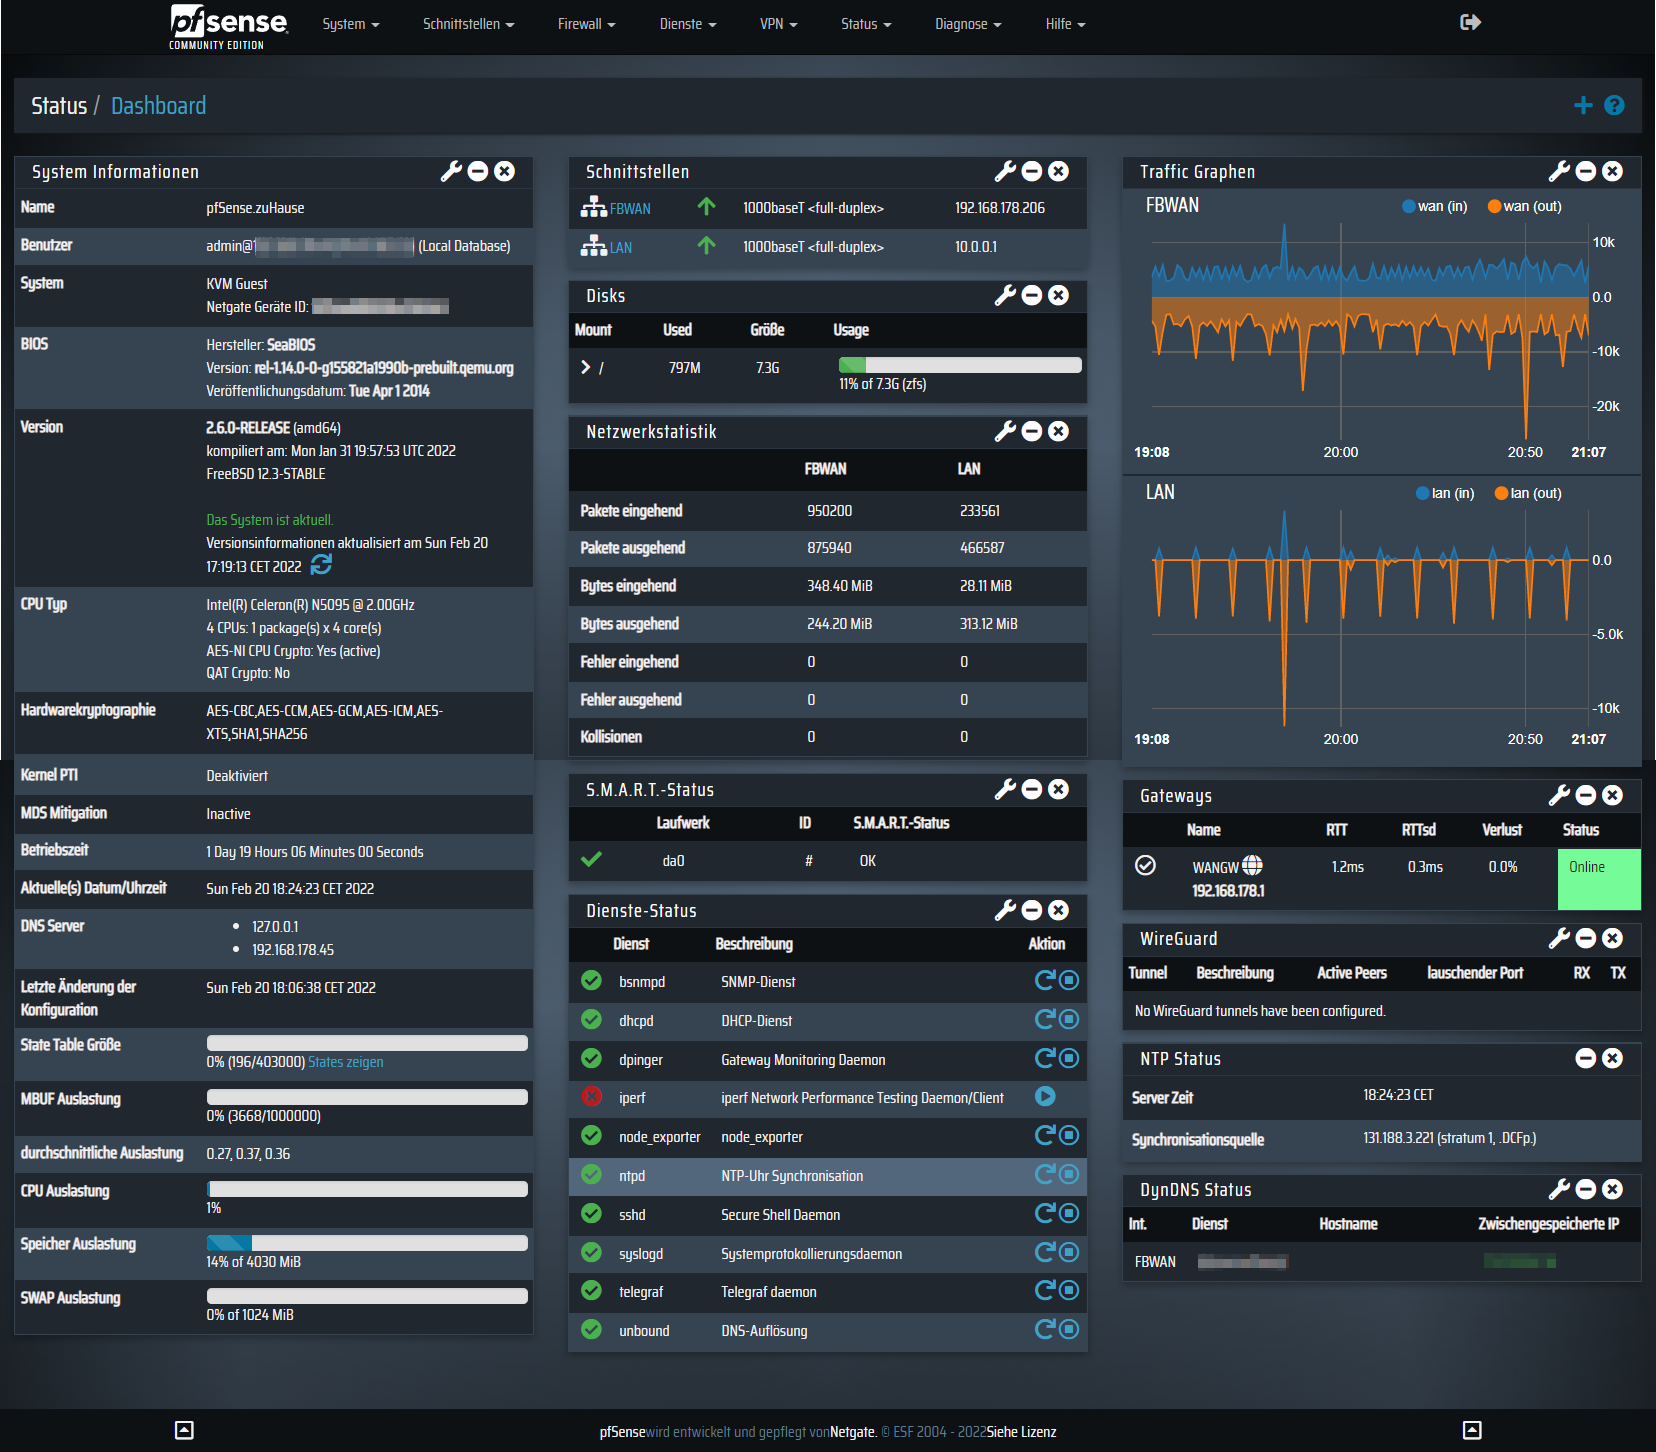 pfsense
COMMUNITY EDITION
System
Schnittstellen
Firewall
Dienste
VPN
Status
Diagnose
Hilfe
Status / Dashboard
System Informationen
Name pfSense.zuHause
Benutzer admin@ (Local Database)
System KVM Guest
Netgate Geräte ID:
BIOS Hersteller: SeaBIOS
Version: rel-1.14.0-0-g155821a1990b-prebuilt.qemu.org
Veröffentlichungsdatum: Tue Apr 1 2014
Version 2.6.0-RELEASE (amd64)
kompiliert am: Mon Jan 31 19:57:53 UTC 2022
FreeBSD 12.3-STABLE
Das System ist aktuell.
Versionsinformationen aktualisiert am Sun Feb 20
17:19:13 CET 2022
CPU Typ Intel(R) Celeron(R) N5095 @ 2.00GHz
4 CPUs: 1 package(s) x 4 core(s)
AES-NI CPU Crypto: Yes (active)
QAT Crypto: No
Hardwarekryptographie AES-CBC,AES-CCM,AES-GCM,AES-ICM,AES-
XTS,SHA1,SHA256
Kernel PTI Deaktiviert
MDS Mitigation Inactive
Betriebszeit 1 Day 19 Hours 06 Minutes 00 Seconds
Aktuelle(s) Datum/Uhrzeit Sun Feb 20 18:24:23 CET 2022
DNS Server 127.0.0.1
192.168.178.45
Letzte Änderung der Sun Feb 20 18:06:38 CET 2022
Konfiguration
State Table Größe
0% (196/403000) States zeigen
MBUF Auslastung
0% (3668/1000000)
durchschnittliche Auslastung 0.27, 0.37, 0.36
CPU Auslastung
1%
Speicher Auslastung
14% of 4030 MiB
SWAP Auslastung
0% of 1024 MiB
Schnittstellen
FBWAN 1000baseT <full-duplex> 192.168.178.206
LAN 1000baseT <full-duplex> 10.0.0.1
Disks
Mount Used Größe Usage
/ 797M 7.3G
11% of 7.3G (zfs)
Netzwerkstatistik
FBWAN LAN
Pakete eingehend 950200 233561
Pakete ausgehend 875940 466587
Bytes eingehend 348.40 MiB 28.11 MiB
Bytes ausgehend 244.20 MiB 313.12 MiB
Fehler eingehend 0 0
Fehler ausgehend 0 0
Kollisionen 0 0
S.M.A.R.T.-Status
Laufwerk ID S.M.A.R.T.-Status
da0 # OK
Dienste-Status
Dienst Beschreibung Aktion
bsnmpd SNMP-Dienst
dhcpd DHCP-Dienst
dpinger Gateway Monitoring Daemon
iperf iperf Network Performance Testing Daemon/Client
node_exporter node_exporter
ntpd NTP-Uhr Synchronisation
sshd Secure Shell Daemon
syslogd Systemprotokollierungsdaemon
telegraf Telegraf daemon
unbound DNS-Auflösung
Traffic Graphen
FBWAN wan (in) wan (out)
10k
0.0
-10k
-20k
19:08 20:00 20:50 21:07
LAN lan (in) lan (out)
0.0
-5.0k
-10k
19:08 20:00 20:50 21:07
Gateways
Name RTT RTTsd Verlust Status
WANGW 1.2ms 0.3ms 0.0% Online
192.168.178.1
WireGuard
Tunnel Beschreibung Active Peers lauschender Port RX TX
No WireGuard tunnels have been configured.
NTP Status
Server Zeit 18:24:23 CET
Synchronisationsquelle 131.188.3.221 (stratum 1, .DCFp.)
DynDNS Status
Int. Dienst Hostname Zwischengespeicherte IP
FBWAN
pfSensewird entwickelt und gepflegt vonNetgate. © ESF 2004 - 2022Siehe Lizenz